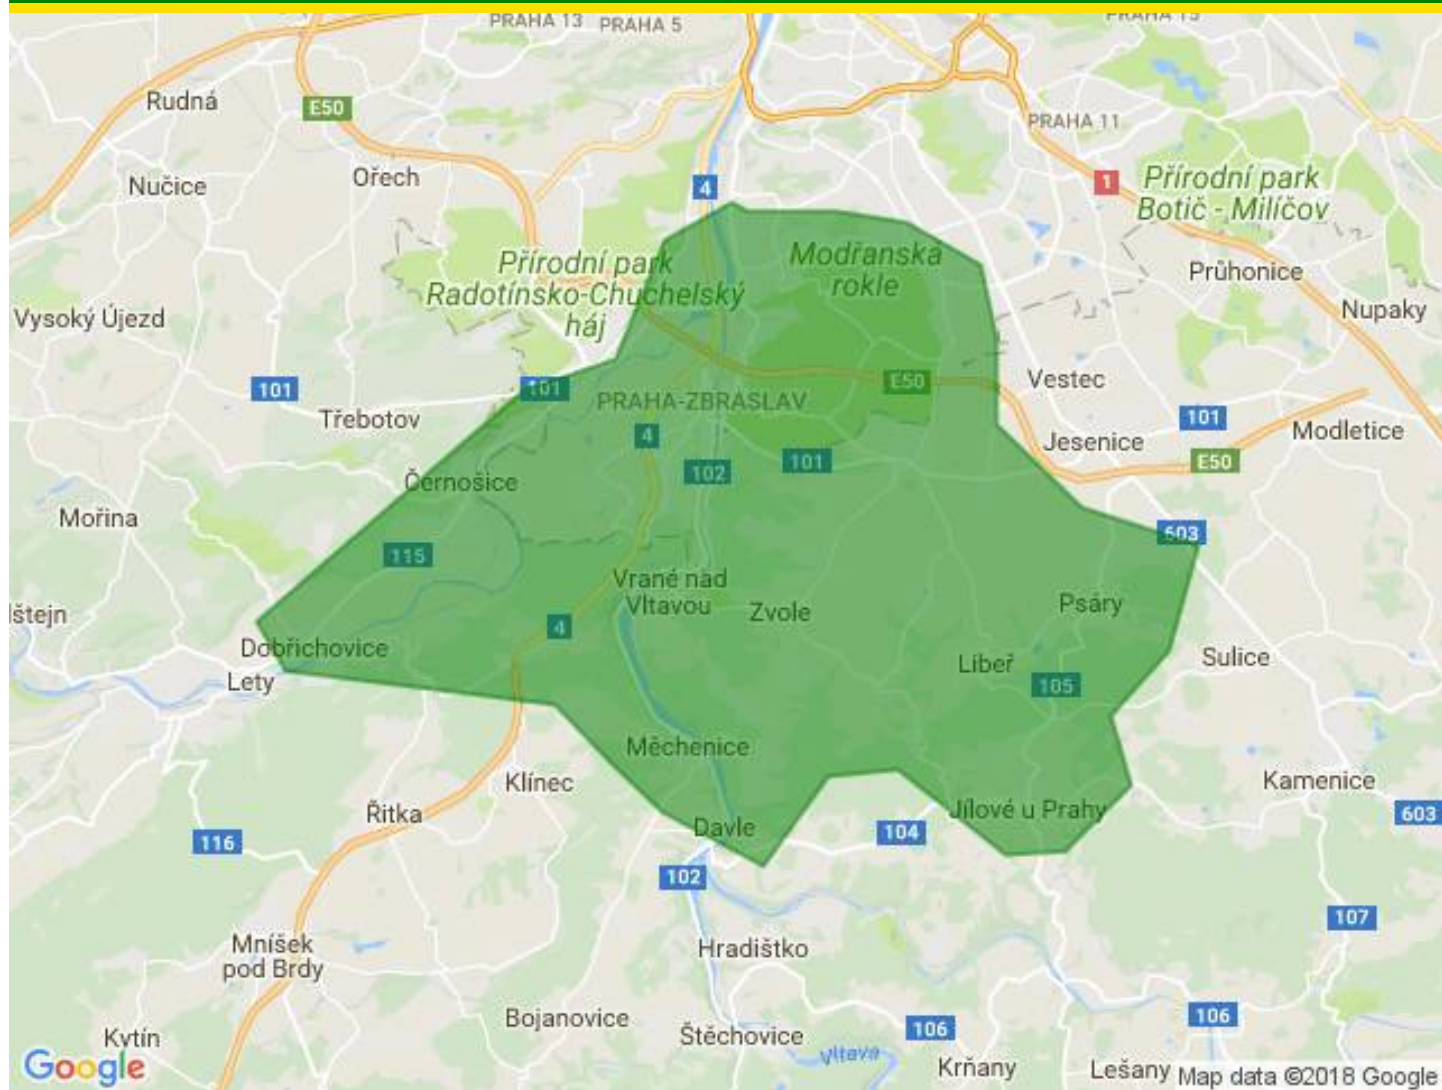 PRAHA 13
PRAHA 5
PRAHA 15
Rudná
E50
PRAHA 11
Nučice
Ořech
4
1
Přírodní park
Botič - Milíčov
Přírodní park
Radotínsko-Chuchelský
háj
Modřanská
rokle
Průhonice
Nupaky
Vysoký Újezd
101
101
E50
Vestec
PRAHA-ZBRASLAV
Třebotov
101
Modletice
4
Jesenice
102
101
E50
Černošice
Mořina
603
115
Vrané nad
Vltavou
Zvole
Psáry
lštejn
4
Dobřichovice
Lety
Libeř
Sulice
105
Měchenice
Klínec
Kamenice
Řitka
Jílové u Prahy
603
Davle
104
116
102
107
Mníšek
pod Brdy
Hradištko
Bojanovice
Štěchovice
106
106
Kytín
Vltava
Krňany
Lešany
Google
Map data ©2018 Google